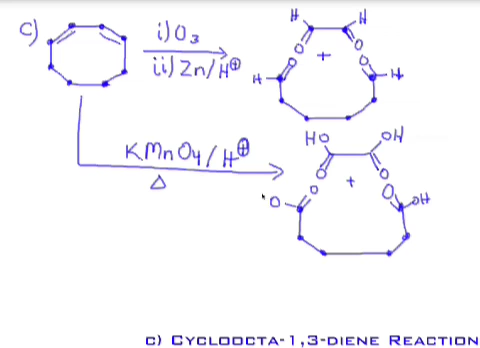 c)
i) O3
ii) Zn/H⊕
H H
O O
+
O O
H H
KMnO4/H⊕
Δ
HO OH
O O
+
O O
O OH
c) Cycloocta-1,3-diene Reaction